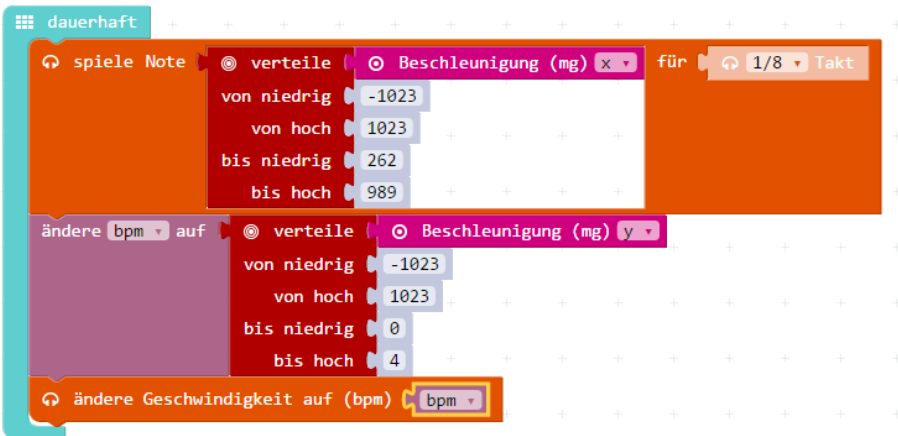 dauerhaft
spiele Note verteile Beschleunigung (mg) x für 1/8 Takt
von niedrig -1023
von hoch 1023
bis niedrig 262
bis hoch 989
ändere bpm auf verteile Beschleunigung (mg) y
von niedrig -1023
von hoch 1023
bis niedrig 0
bis hoch 4
ändere Geschwindigkeit auf (bpm) bpm